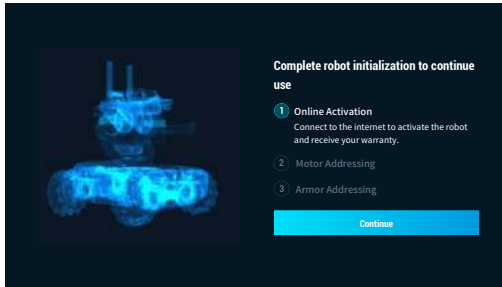 Complete robot initialization to continue
use
1 Online Activation
Connect to the internet to activate the robot
and receive your warranty.
2 Motor Addressing
3 Armor Addressing
Continue